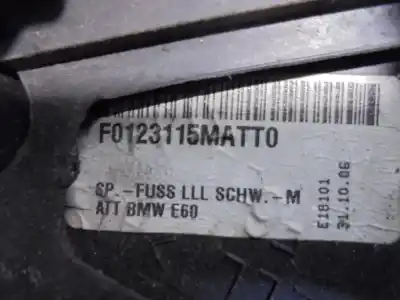 F0123115MATT0
SP.-FUSS LLL SCHW.-M
ATT BMW E60
E18101
31.10.06